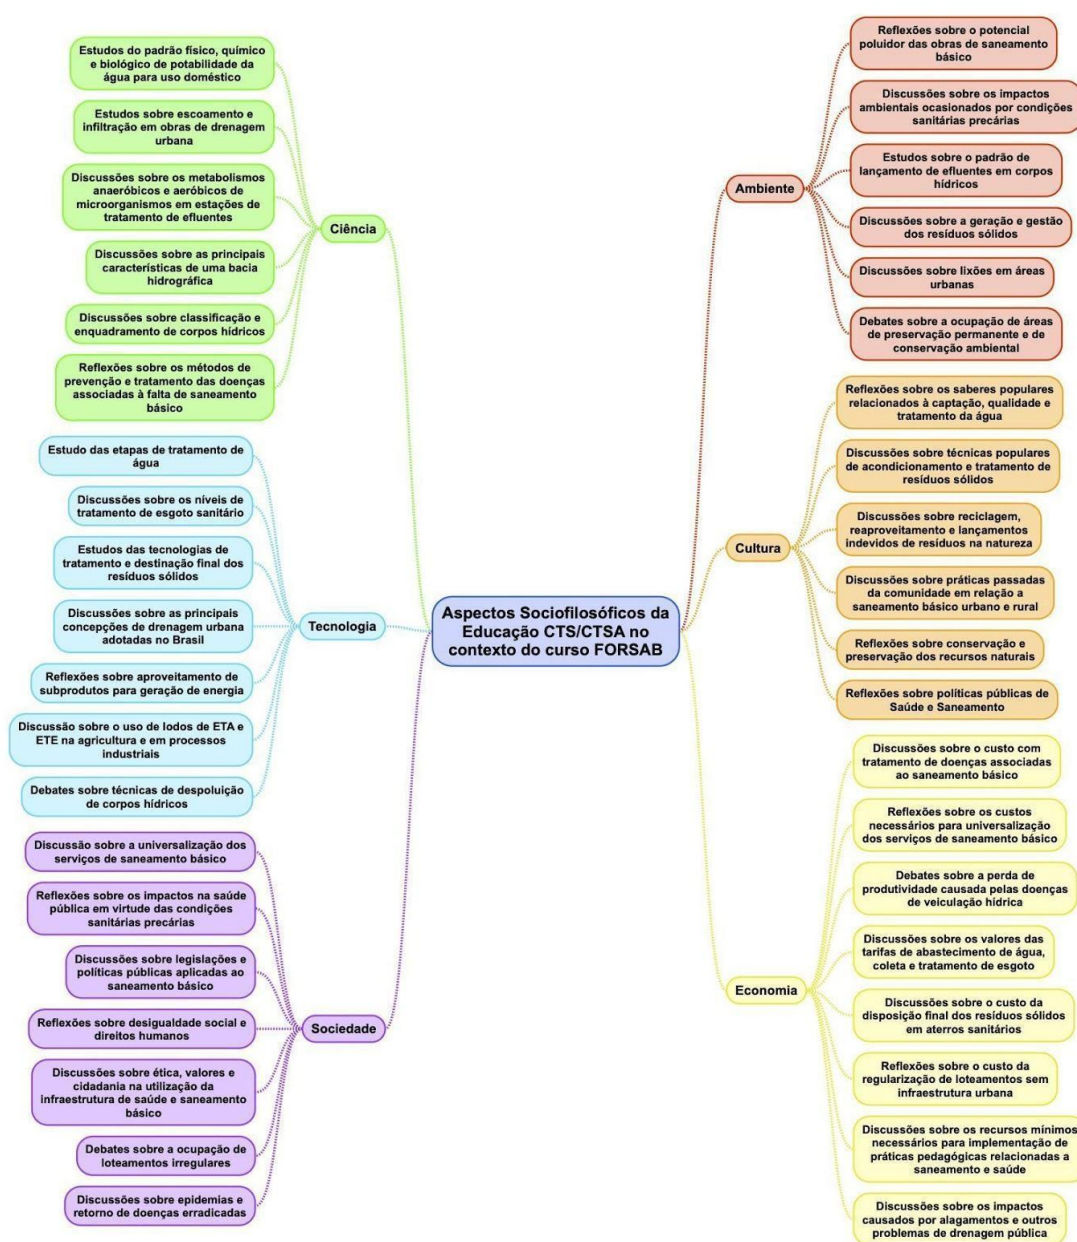 Estudos do padrão físico, químico
e biológico de potabilidade da
água para uso doméstico
Estudos sobre escoamento e
infiltração em obras de drenagem
urbana
Discussões sobre os metabolismos
anaeróbicos e aeróbicos de
microorganismos em estações de
tratamento de efluentes
Discussões sobre as principais
características de uma bacia
hidrográfica
Discussões sobre classificação e
enquadramento de corpos hídricos
Reflexões sobre os métodos de
prevenção e tratamento das doenças
associadas à falta de saneamento
básico
Ciência
Estudo das etapas de tratamento de
água
Discussões sobre os níveis de
tratamento de esgoto sanitário
Estudos das tecnologias de
tratamento e destinação final dos
resíduos sólidos
Discussões sobre as principais
concepções de drenagem urbana
adotadas no Brasil
Reflexões sobre aproveitamento de
subprodutos para geração de energia
Discussão sobre o uso de lodos de ETA e
ETE na agricultura e em processos
industriais
Debates sobre técnicas de despoluição
de corpos hídricos
Tecnologia
Discussão sobre a universalização dos
serviços de saneamento básico
Reflexões sobre os impactos na saúde
pública em virtude das condições
sanitárias precárias
Discussões sobre legislações e
políticas públicas aplicadas ao
saneamento básico
Reflexões sobre desigualdade social e
direitos humanos
Discussões sobre ética, valores e
cidadania na utilização da
infraestrutura de saúde e saneamento
básico
Debates sobre a ocupação de
loteamentos irregulares
Discussões sobre epidemias e
retorno de doenças erradicadas
Sociedade
Aspectos Sociofilosóficos da
Educação CTS/CTSA no
contexto do curso FORSAB
Ambiente
Reflexões sobre o potencial
poluidor das obras de saneamento
básico
Discussões sobre os impactos
ambientais ocasionados por condições
sanitárias precárias
Estudos sobre o padrão de
lançamento de efluentes em corpos
hídricos
Discussões sobre a geração e gestão
dos resíduos sólidos
Discussões sobre lixões em áreas
urbanas
Debates sobre a ocupação de áreas
de preservação permanente e de
conservação ambiental
Cultura
Reflexões sobre os saberes populares
relacionados à captação, qualidade e
tratamento da água
Discussões sobre técnicas populares
de acondicionamento e tratamento de
resíduos sólidos
Discussões sobre reciclagem,
reaproveitamento e lançamentos
indevidos de resíduos na natureza
Discussões sobre práticas passadas
da comunidade em relação a
saneamento básico urbano e rural
Reflexões sobre conservação e
preservação dos recursos naturais
Reflexões sobre políticas públicas de
Saúde e Saneamento
Economia
Discussões sobre o custo com
tratamento de doenças associadas
ao saneamento básico
Reflexões sobre os custos
necessários para universalização
dos serviços de saneamento básico
Debates sobre a perda de
produtividade causada pelas doenças
de veiculação hídrica
Discussões sobre os valores das
tarifas de abastecimento de água,
coleta e tratamento de esgoto
Discussões sobre o custo da
disposição final dos resíduos sólidos
em aterros sanitários
Reflexões sobre o custo da
regularização de loteamentos sem
infraestrutura urbana
Discussões sobre os recursos mínimos
necessários para implementação de
práticas pedagógicas relacionadas a
saneamento e saúde
Discussões sobre os impactos
causados por alagamentos e outros
problemas de drenagem pública